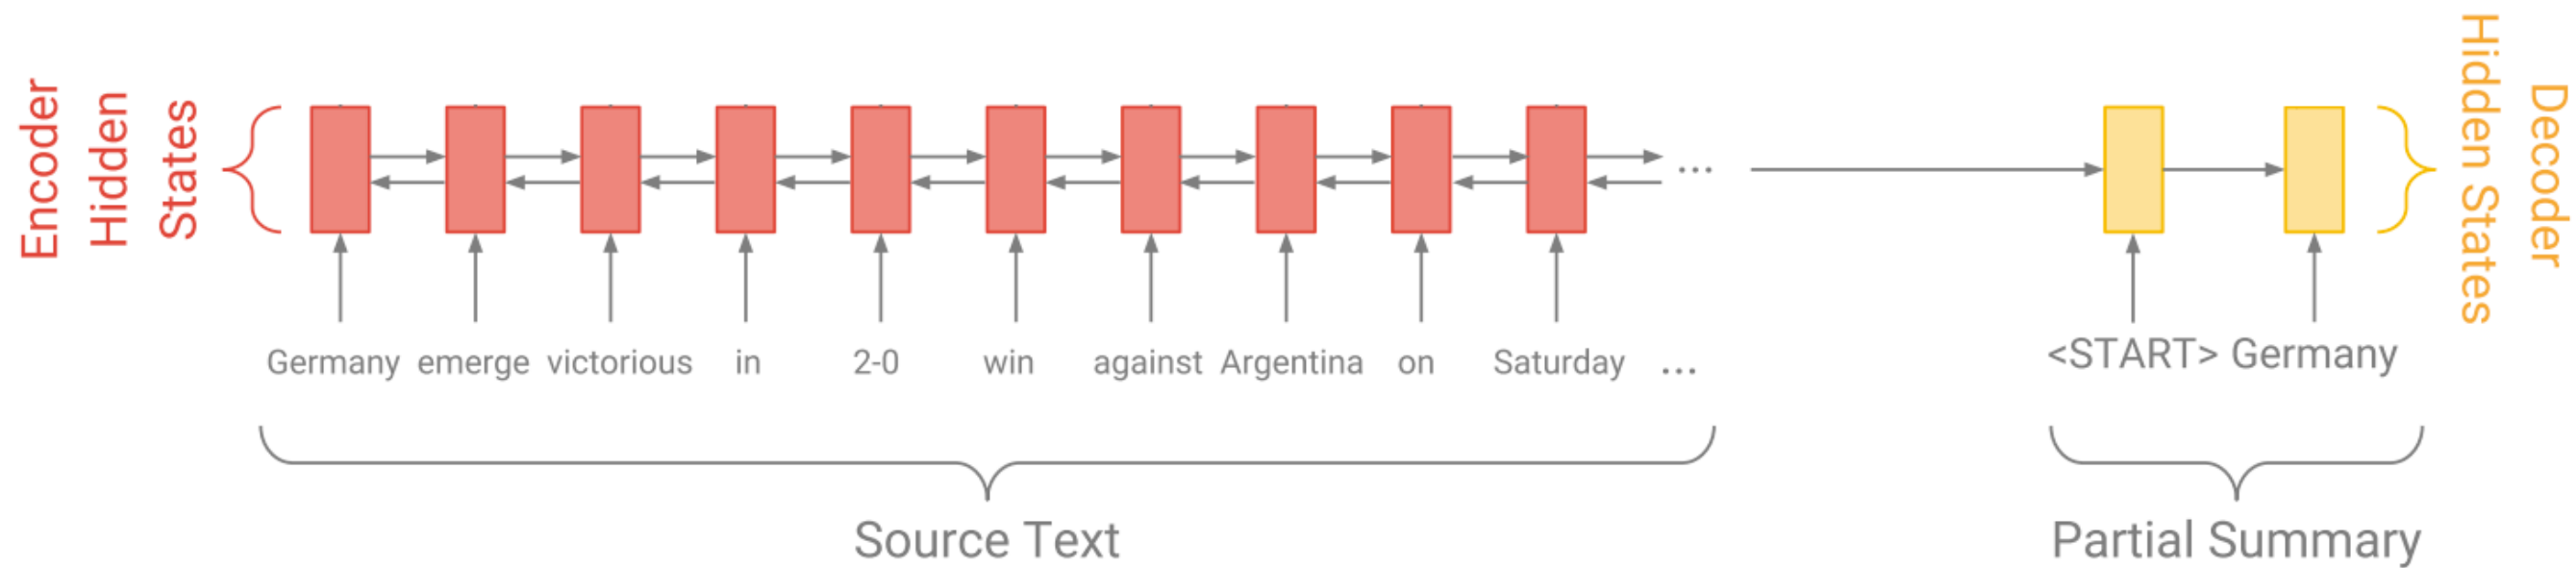 Encoder
Hidden
States
Germany emerge victorious in 2-0 win against Argentina on Saturday ...
...
<START> Germany
Decoder
Hidden States
Source Text
Partial Summary